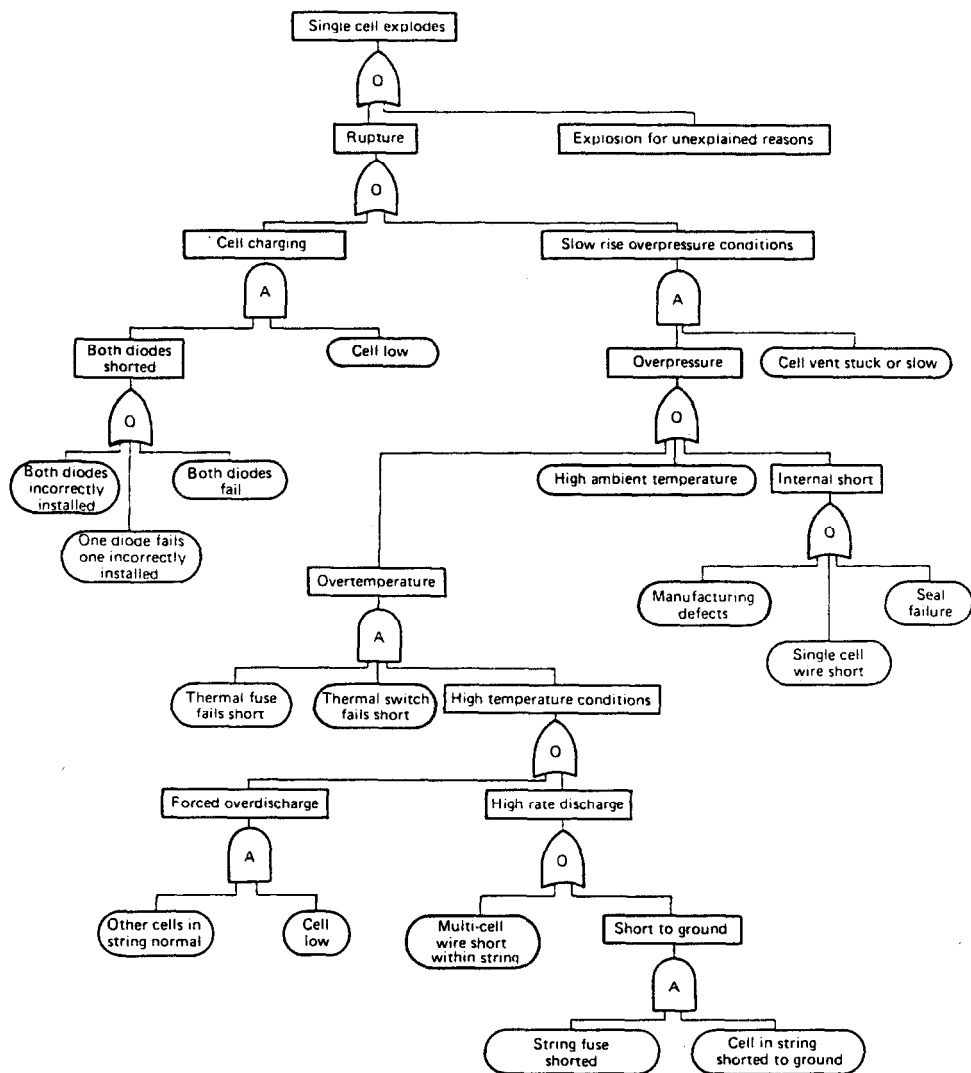 Single cell explodes
O
Rupture
Explosion for unexplained reasons
O
Cell charging
Slow rise overpressure conditions
A
A
Both diodes
shorted
Cell low
Overpressure
Cell vent stuck or slow
O
O
Both diodes
incorrectly
installed
Both diodes
fail
High ambient temperature
Internal short
One diode fails
one incorrectly
installed
O
Overtemperature
Manufacturing
defects
Seal
failure
A
Single cell
wire short
Thermal fuse
fails short
Thermal switch
fails short
High temperature conditions
O
Forced overdischarge
High rate discharge
A
O
Other cells in
string normal
Cell
low
Multi-cell
wire short
within string
Short to ground
A
String fuse
shorted
Cell in string
shorted to ground